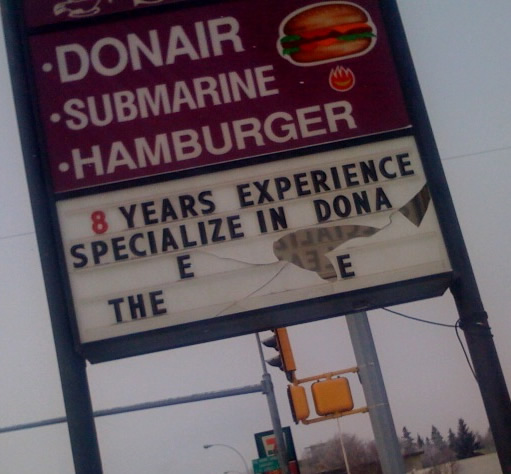 • DONAIR
• SUBMARINE
• HAMBURGER
8 YEARS EXPERIENCE
SPECIALIZE IN DONA
E E
THE